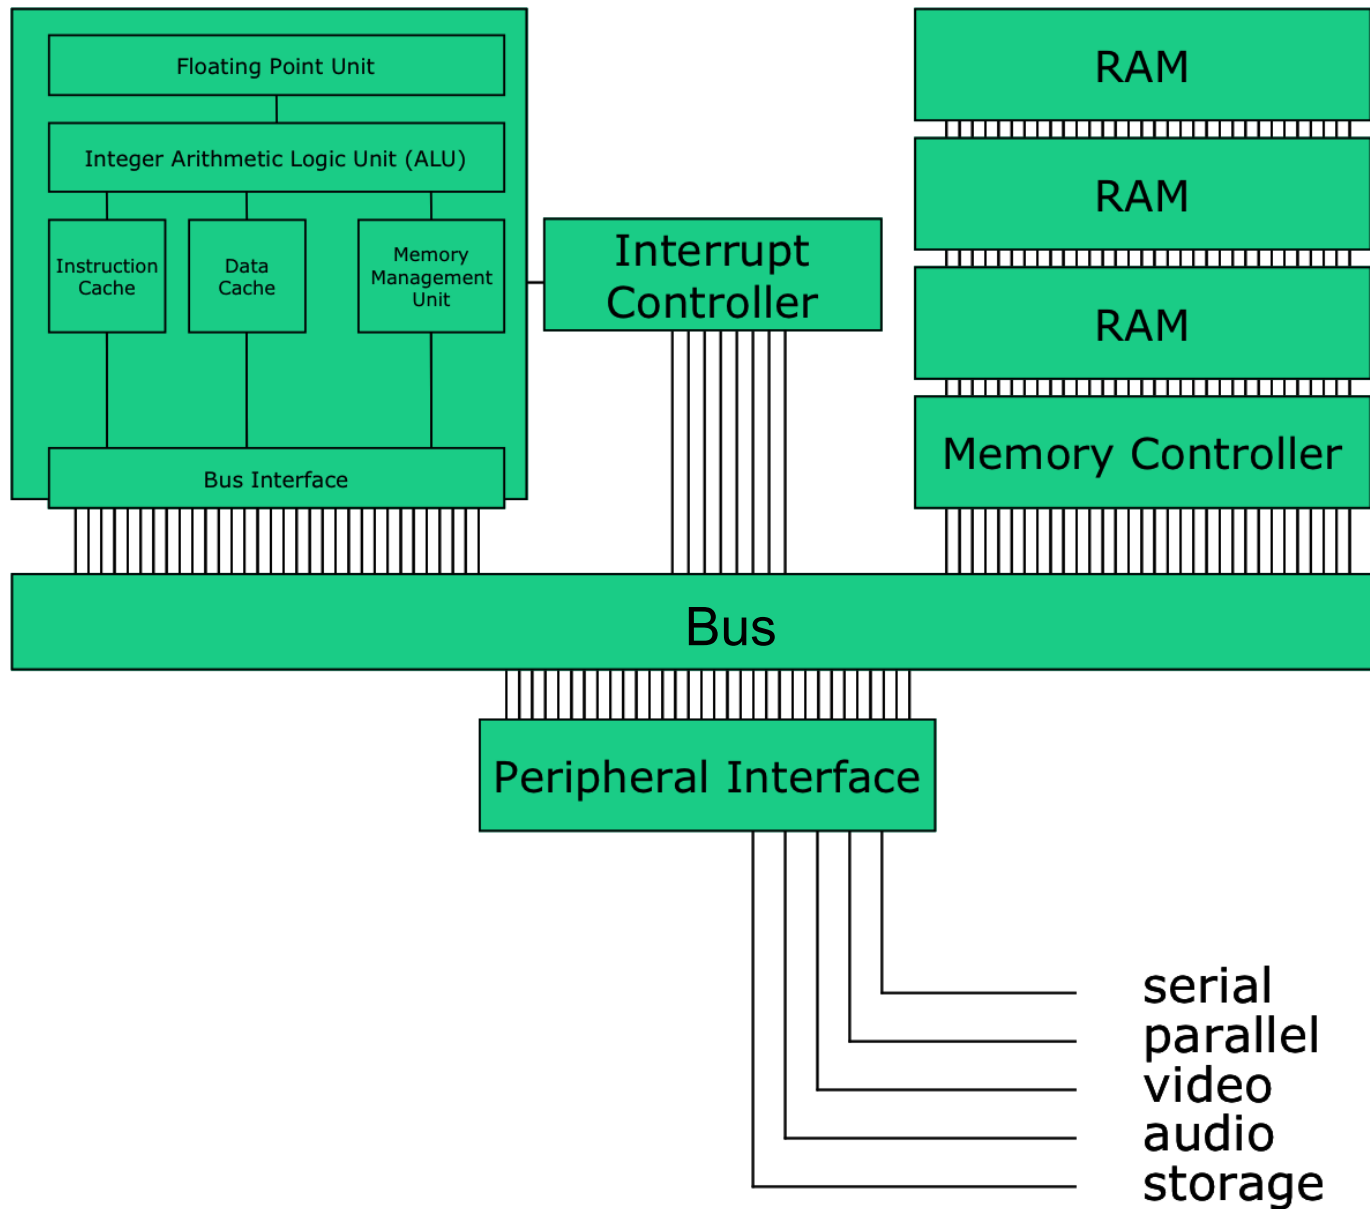 Floating Point Unit
Integer Arithmetic Logic Unit (ALU)
Instruction
Cache
Data
Cache
Memory
Management
Unit
Bus Interface
Interrupt
Controller
RAM
RAM
RAM
Memory Controller
Bus
Peripheral Interface
serial
parallel
video
audio
storage